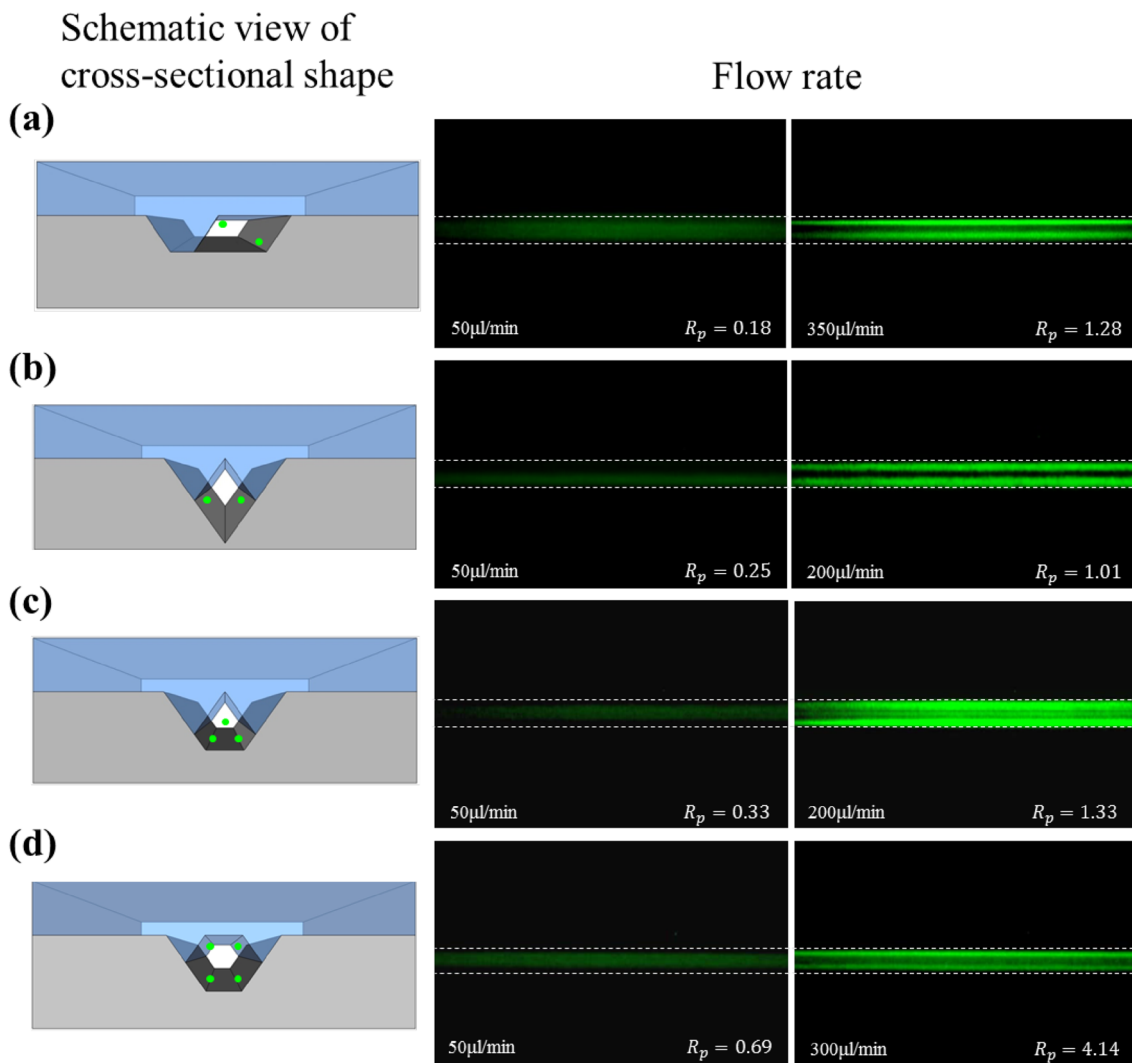 Schematic view of
cross-sectional shape
Flow rate
(a)
50μl/min
R_p = 0.18
350μl/min
R_p = 1.28
(b)
50μl/min
R_p = 0.25
200μl/min
R_p = 1.01
(c)
50μl/min
R_p = 0.33
200μl/min
R_p = 1.33
(d)
50μl/min
R_p = 0.69
300μl/min
R_p = 4.14